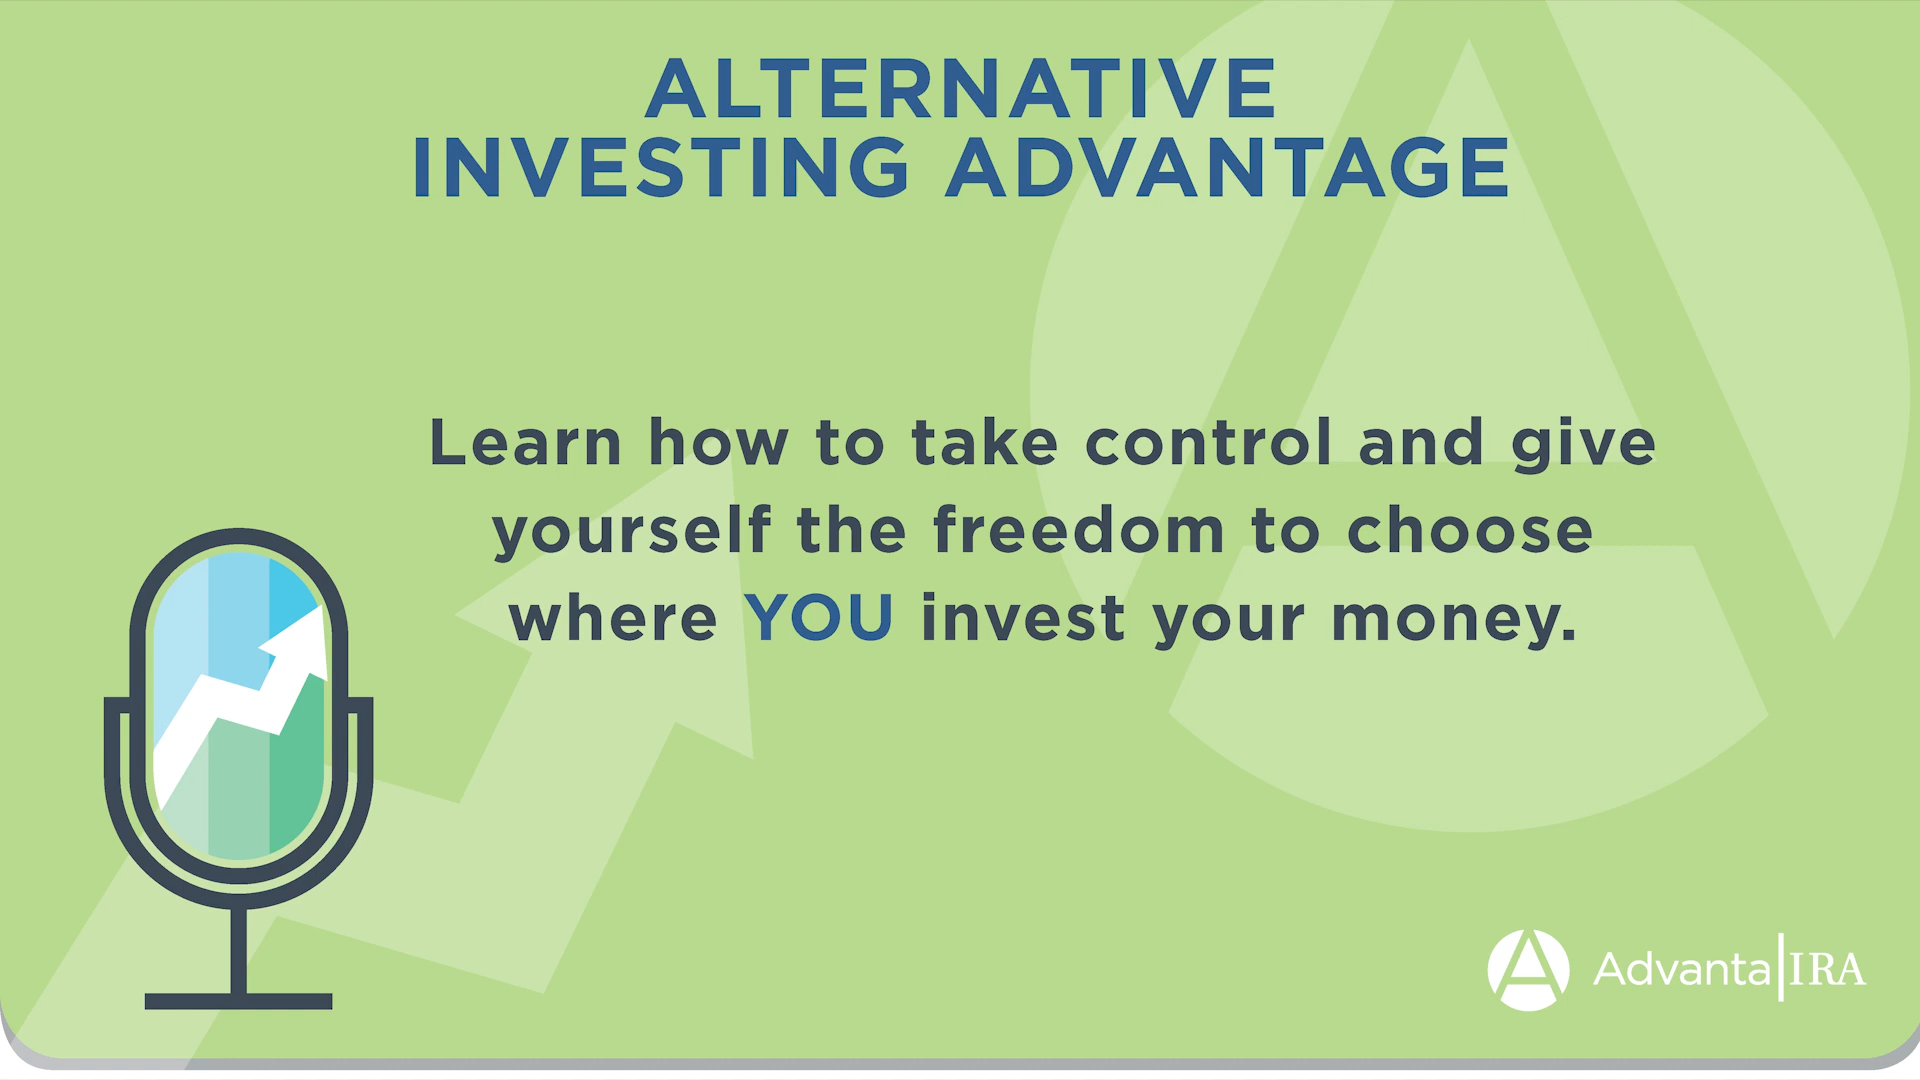 ALTERNATIVE
INVESTING ADVANTAGE
Learn how to take control and give
yourself the freedom to choose
where YOU invest your money.
Advanta|IRA